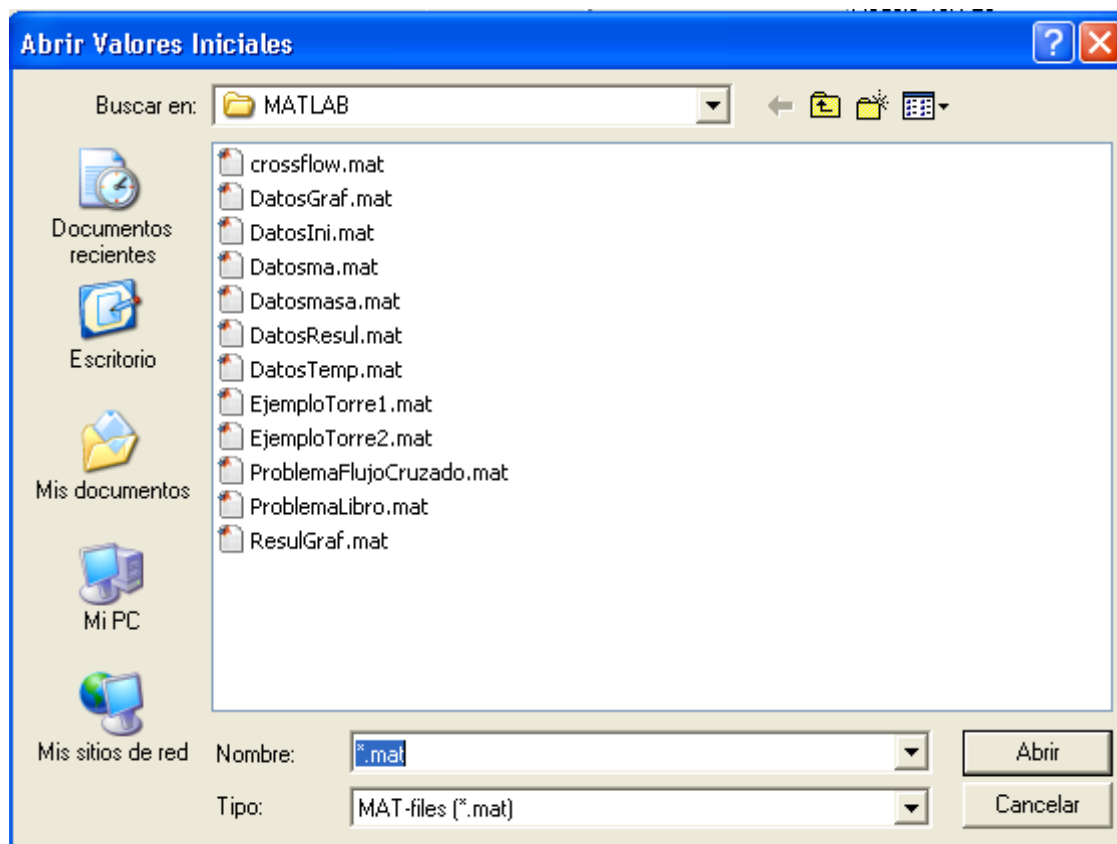 Abrir Valores Iniciales
Buscar en: MATLAB
Documentos
recientes
Escritorio
Mis documentos
Mi PC
Mis sitios de red
crossflow.mat
DatosGraf.mat
DatosIni.mat
Datosma.mat
Datosmasa.mat
DatosResul.mat
DatosTemp.mat
EjemploTorre1.mat
EjemploTorre2.mat
ProblemaFlujoCruzado.mat
ProblemaLibro.mat
ResulGraf.mat
Nombre: *.mat
Abrir
Tipo: MAT-files (*.mat)
Cancelar